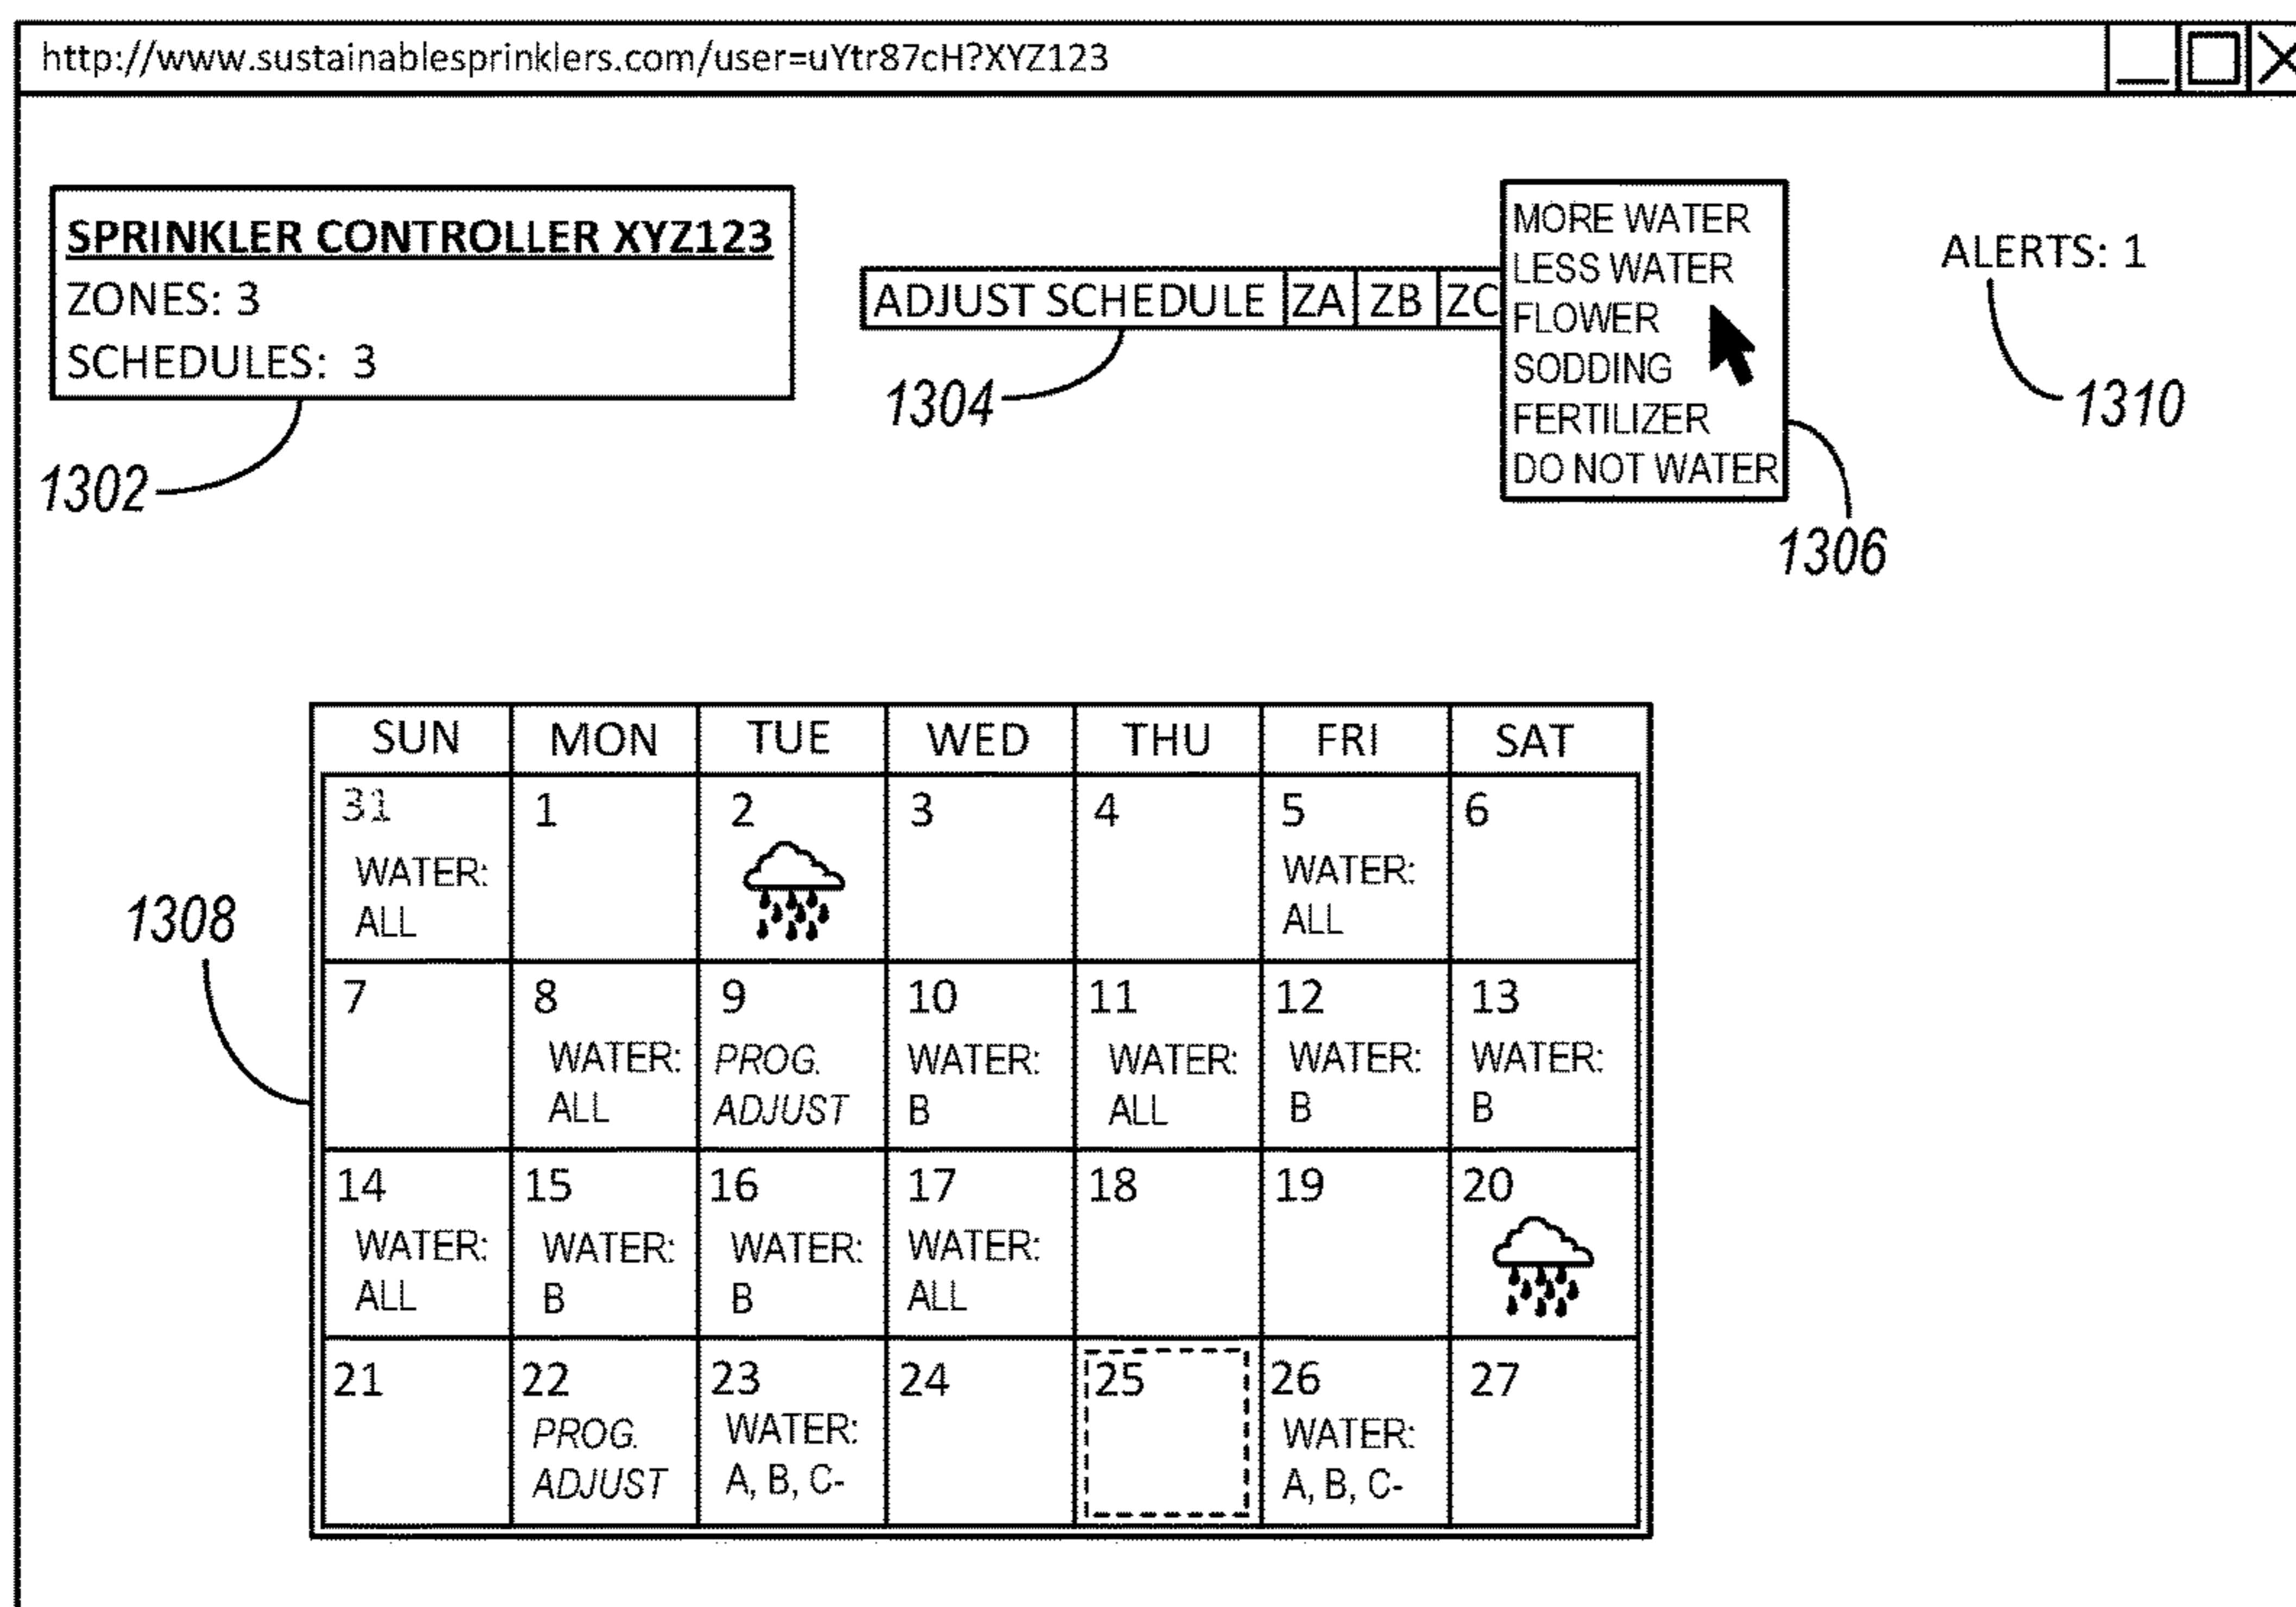 http://www.sustainablesprinklers.com/user=uYtr87cH?XYZ123
SPRINKLER CONTROLLER XYZ123
ZONES: 3
SCHEDULES: 3
1302
ADJUST SCHEDULE ZA ZB ZC
1304
MORE WATER
LESS WATER
FLOWER
SODDING
FERTILIZER
DO NOT WATER
1306
ALERTS: 1
1310
1308
SUN MON TUE WED THU FRI SAT
31 1 2 3 4 5 6
WATER: WATER:
ALL ALL
7 8 9 10 11 12 13
WATER: PROG. WATER: WATER: WATER: WATER:
ALL ADJUST B ALL B B
14 15 16 17 18 19 20
WATER: WATER: WATER: WATER:
ALL B B ALL
21 22 23 24 25 26 27
PROG. WATER: WATER:
ADJUST A, B, C- A, B, C-